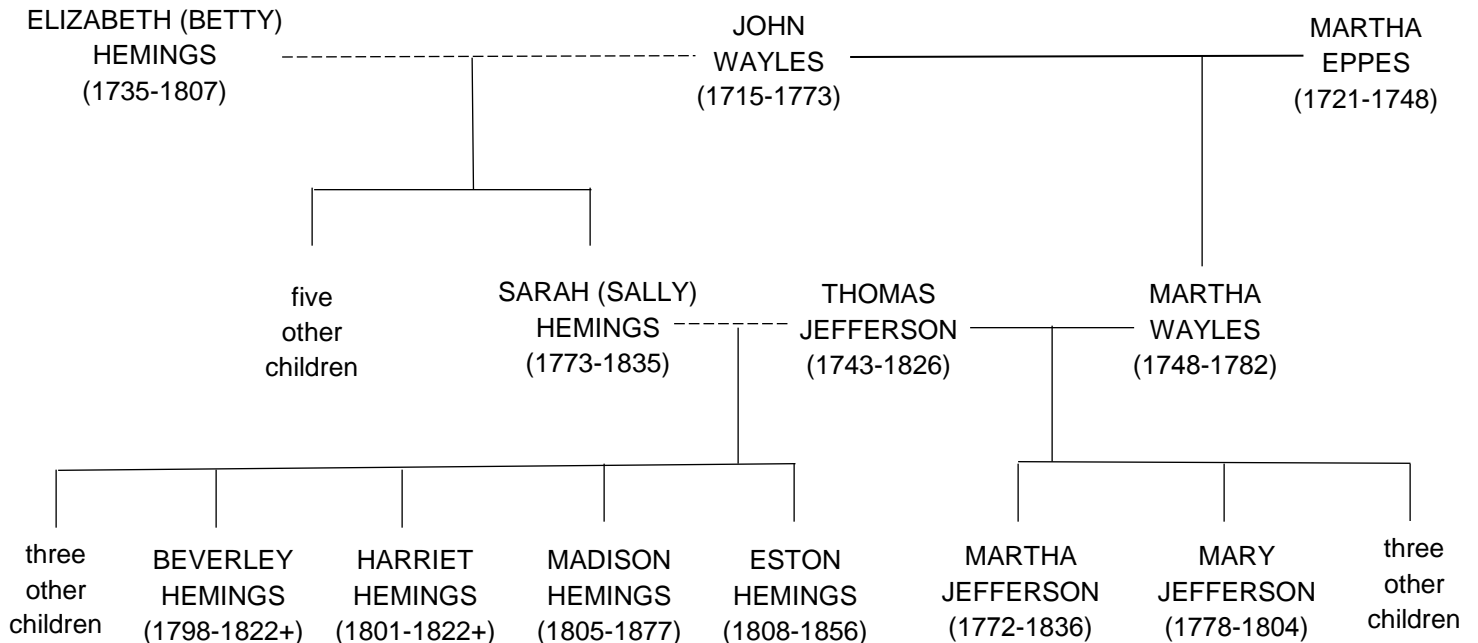 ELIZABETH (BETTY)
HEMINGS
(1735-1807)
JOHN
WAYLES
(1715-1773)
MARTHA
EPPES
(1721-1748)
five
other
children
SARAH (SALLY)
HEMINGS
(1773-1835)
THOMAS
JEFFERSON
(1743-1826)
MARTHA
WAYLES
(1748-1782)
three
other
children
BEVERLEY
HEMINGS
(1798-1822+)
HARRIET
HEMINGS
(1801-1822+)
MADISON
HEMINGS
(1805-1877)
ESTON
HEMINGS
(1808-1856)
MARTHA
JEFFERSON
(1772-1836)
MARY
JEFFERSON
(1778-1804)
three
other
children